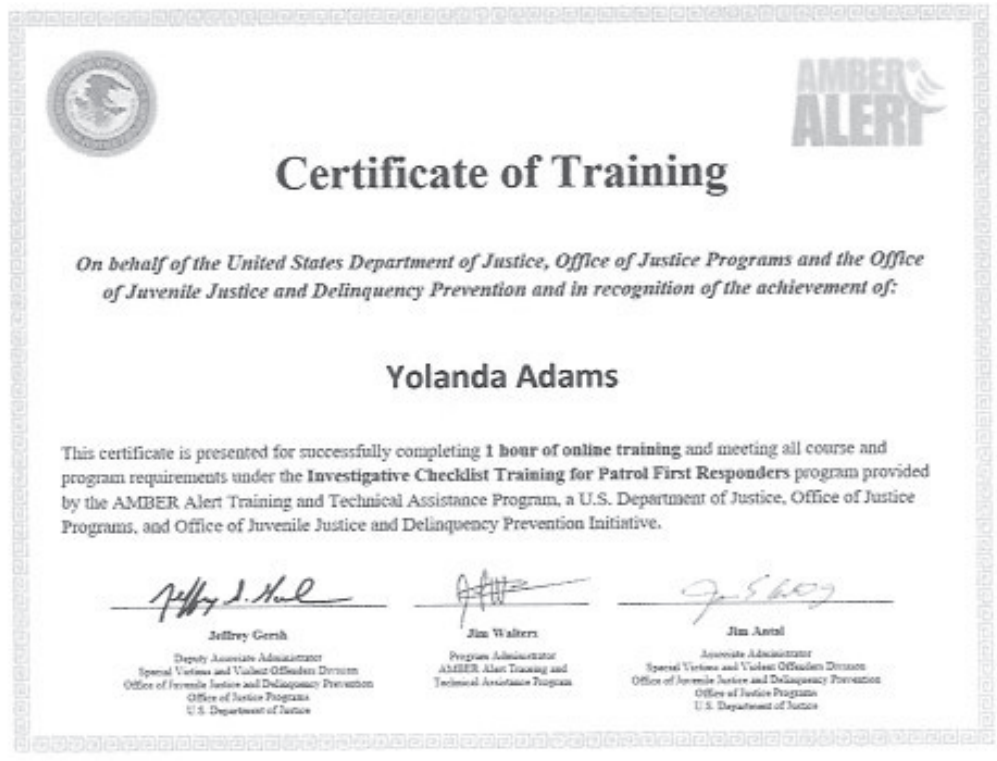 AMBER
ALERT
Certificate of Training
On behalf of the United States Department of Justice, Office of Justice Programs and the Office
of Juvenile Justice and Delinquency Prevention and in recognition of the achievement of:
Yolanda Adams
This certificate is presented for successfully completing 1 hour of online training and meeting all course and
program requirements under the Investigative Checklist Training for Patrol First Responders program provided
by the AMBER Alert Training and Technical Assistance Program, a U.S. Department of Justice, Office of Justice
Programs, and Office of Juvenile Justice and Delinquency Prevention Initiative.
Jeffrey Gersh
Deputy Associate Administrator
Special Victims and Violent Offenders Division
Office of Juvenile Justice and Delinquency Prevention
Office of Justice Programs
U.S. Department of Justice
Jim Walters
Program Administrator
AMBER Alert Training and
Technical Assistance Program
Jim Antal
Associate Administrator
Special Victims and Violent Offenders Division
Office of Juvenile Justice and Delinquency Prevention
Office of Justice Programs
U.S. Department of Justice